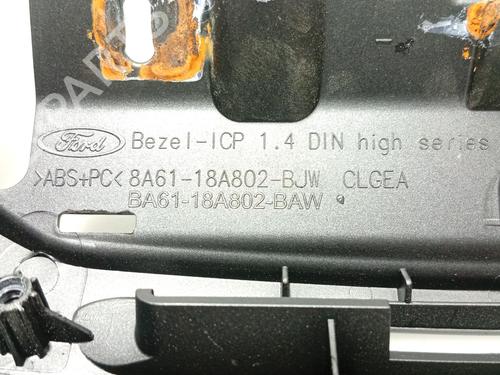 Ford Bezel-ICP 1.4 DIN high series
>ABS+PC< 8A61-18A802-BJW CLGEA
BA61-18A802-BAW